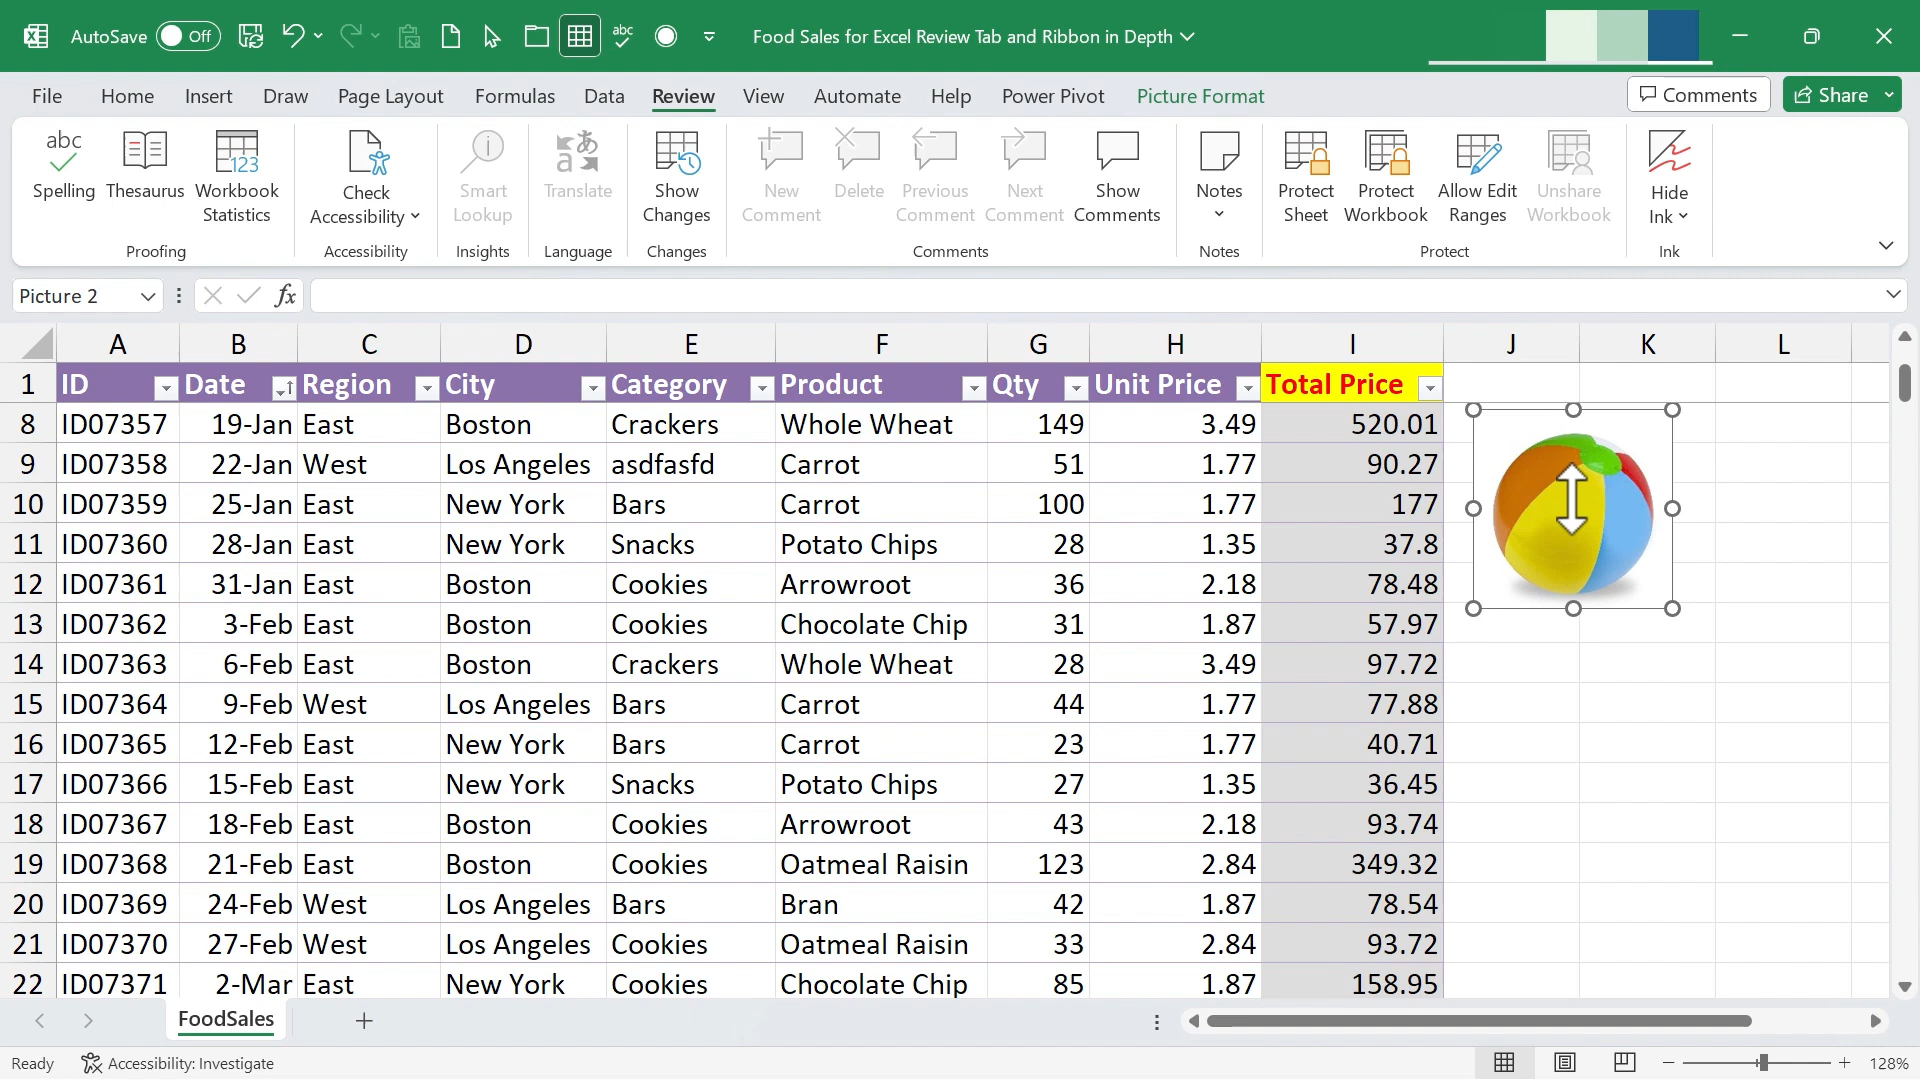 AutoSave Off abc Food Sales for Excel Review Tab and Ribbon in Depth
File Home Insert Draw Page Layout Formulas Data Review View Automate Help Power Pivot Picture Format Comments Share
abc Spelling
Thesaurus
123 Workbook Statistics
Check Accessibility
Smart Lookup
Translate
Show Changes
New Comment
Delete
Previous Comment
Next Comment
Show Comments
Notes
Protect Sheet
Protect Workbook
Allow Edit Ranges
Unshare Workbook
Hide Ink
Proofing Accessibility Insights Language Changes Comments Notes Protect Ink
Picture 2 fx
A B C D E F G H I J K L
1 ID Date Region City Category Product Qty Unit Price Total Price
8 ID07357 19-Jan East Boston Crackers Whole Wheat 149 3.49 520.01
9 ID07358 22-Jan West Los Angeles asdfasfd Carrot 51 1.77 90.27
10 ID07359 25-Jan East New York Bars Carrot 100 1.77 177
11 ID07360 28-Jan East New York Snacks Potato Chips 28 1.35 37.8
12 ID07361 31-Jan East Boston Cookies Arrowroot 36 2.18 78.48
13 ID07362 3-Feb East Boston Cookies Chocolate Chip 31 1.87 57.97
14 ID07363 6-Feb East Boston Crackers Whole Wheat 28 3.49 97.72
15 ID07364 9-Feb West Los Angeles Bars Carrot 44 1.77 77.88
16 ID07365 12-Feb East New York Bars Carrot 23 1.77 40.71
17 ID07366 15-Feb East New York Snacks Potato Chips 27 1.35 36.45
18 ID07367 18-Feb East Boston Cookies Arrowroot 43 2.18 93.74
19 ID07368 21-Feb East Boston Cookies Oatmeal Raisin 123 2.84 349.32
20 ID07369 24-Feb West Los Angeles Bars Bran 42 1.87 78.54
21 ID07370 27-Feb West Los Angeles Cookies Oatmeal Raisin 33 2.84 93.72
22 ID07371 2-Mar East New York Cookies Chocolate Chip 85 1.87 158.95
FoodSales
Ready Accessibility: Investigate 128%